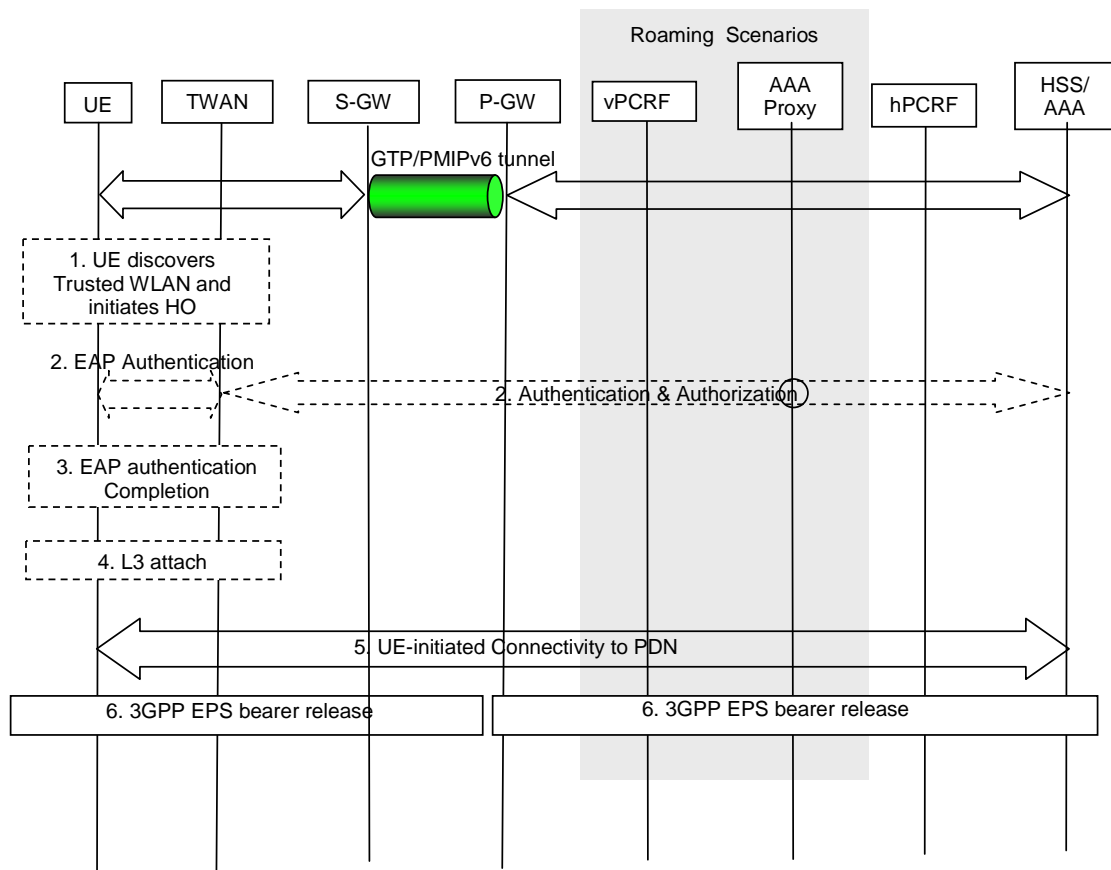 Roaming Scenarios
UE
TWAN
S-GW
P-GW
vPCRF
AAA
Proxy
hPCRF
HSS/
AAA
GTP/PMIPv6 tunnel
1. UE discovers
Trusted WLAN and
initiates HO
2. EAP Authentication
2. Authentication & Authorization
3. EAP authentication
Completion
4. L3 attach
5. UE-initiated Connectivity to PDN
6. 3GPP EPS bearer release
6. 3GPP EPS bearer release